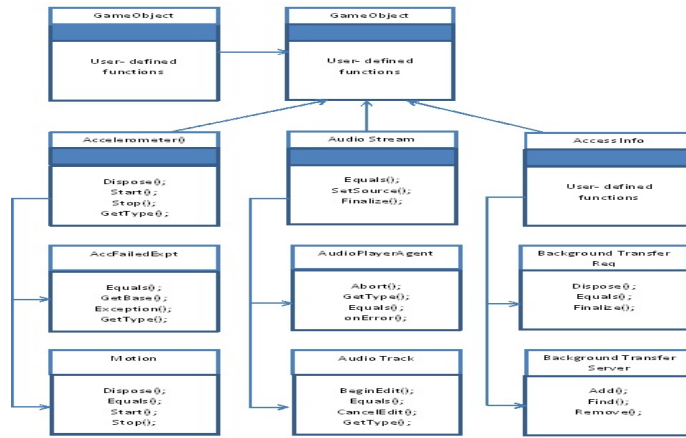 GameObject
User- defined
functions
GameObject
User- defined
functions
Accelerometer()
Dispose();
Start();
Stop();
GetType();
Audio Stream
Equals();
SetSource();
Finalize();
Access Info
User- defined
functions
AccFailedExpt
Equals();
GetBase();
Exception();
GetType();
AudioPlayerAgent
Abort();
GetType();
Equals();
onError();
Background Transfer
Req
Dispose();
Equals();
Finalize();
Motion
Dispose();
Equals();
Start();
Stop();
Audio Track
BeginEdit();
Equals();
CancelEdit();
GetType();
Background Transfer
Server
Add();
Find();
Remove();